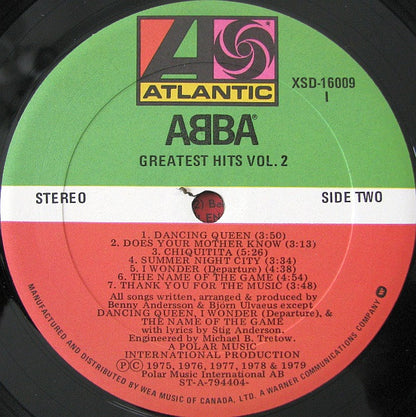 ATLANTIC
XSD-16009
I
ABBA®
GREATEST HITS VOL. 2
STEREO
SIDE TWO
1. DANCING QUEEN (3:50)
2. DOES YOUR MOTHER KNOW (3:13)
3. CHIQUITITA (5:26)
4. SUMMER NIGHT CITY (3:34)
5. I WONDER (Departure) (4:38)
6. THE NAME OF THE GAME (3:54)
7. THANK YOU FOR THE MUSIC (3:48)
All songs written, arranged & produced by
Benny Andersson & Björn Ulvaeus except
DANCING QUEEN, I WONDER (Departure), &
THE NAME OF THE GAME
with lyrics by Stig Anderson.
Engineered by Michael B. Tretow.
A POLAR MUSIC
INTERNATIONAL PRODUCTION
Ⓟ© 1975, 1976, 1977, 1978 & 1979
Polar Music International AB
ST-A-794404-
MANUFACTURED AND DISTRIBUTED BY WEA MUSIC OF CANADA, LTD. A WARNER COMMUNICATIONS COMPANY